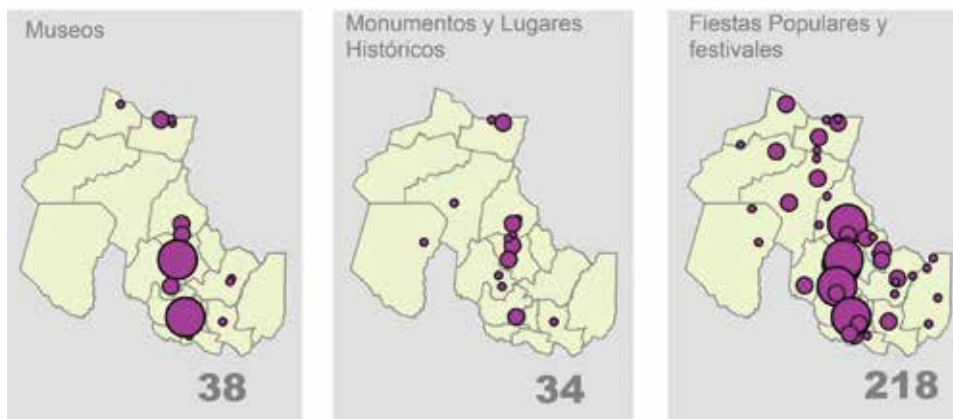 Museos
38
Monumentos y Lugares
Históricos
34
Fiestas Populares y
festivales
218